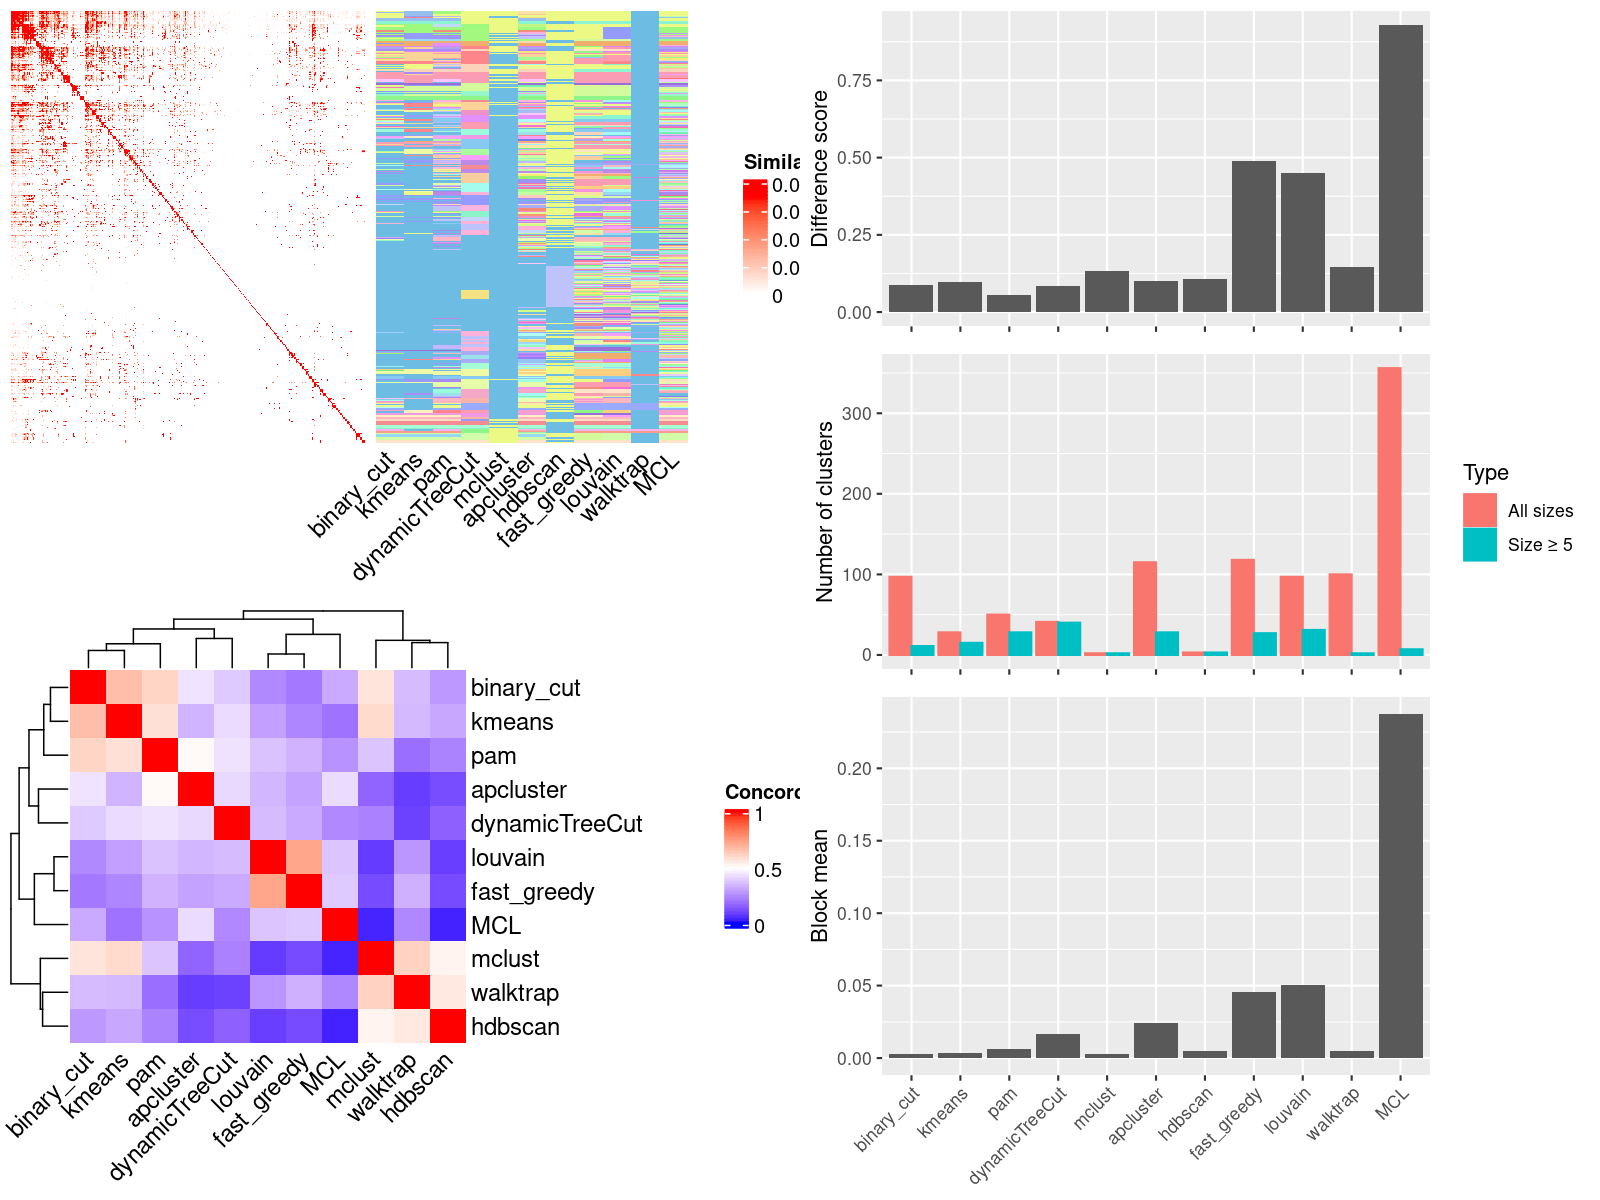 Simila
0.0
0.0
0.0
0.0
0
binary_cut
kmeans
pam
dynamicTreeCut
mclust
apcluster
hdbscan
fast_greedy
louvain
walktrap
MCL
binary_cut
kmeans
pam
apcluster
dynamicTreeCut
louvain
fast_greedy
MCL
mclust
walktrap
hdbscan
binary_cut
kmeans
pam
apcluster
dynamicTreeCut
louvain
fast_greedy
MCL
mclust
walktrap
hdbscan
Concord
1
0.5
0
Difference score
0.75
0.50
0.25
0.00
Number of clusters
300
200
100
0
Type
All sizes
Size ≥ 5
Block mean
0.20
0.15
0.10
0.05
0.00
binary_cut
kmeans
pam
dynamicTreeCut
mclust
apcluster
hdbscan
fast_greedy
louvain
walktrap
MCL